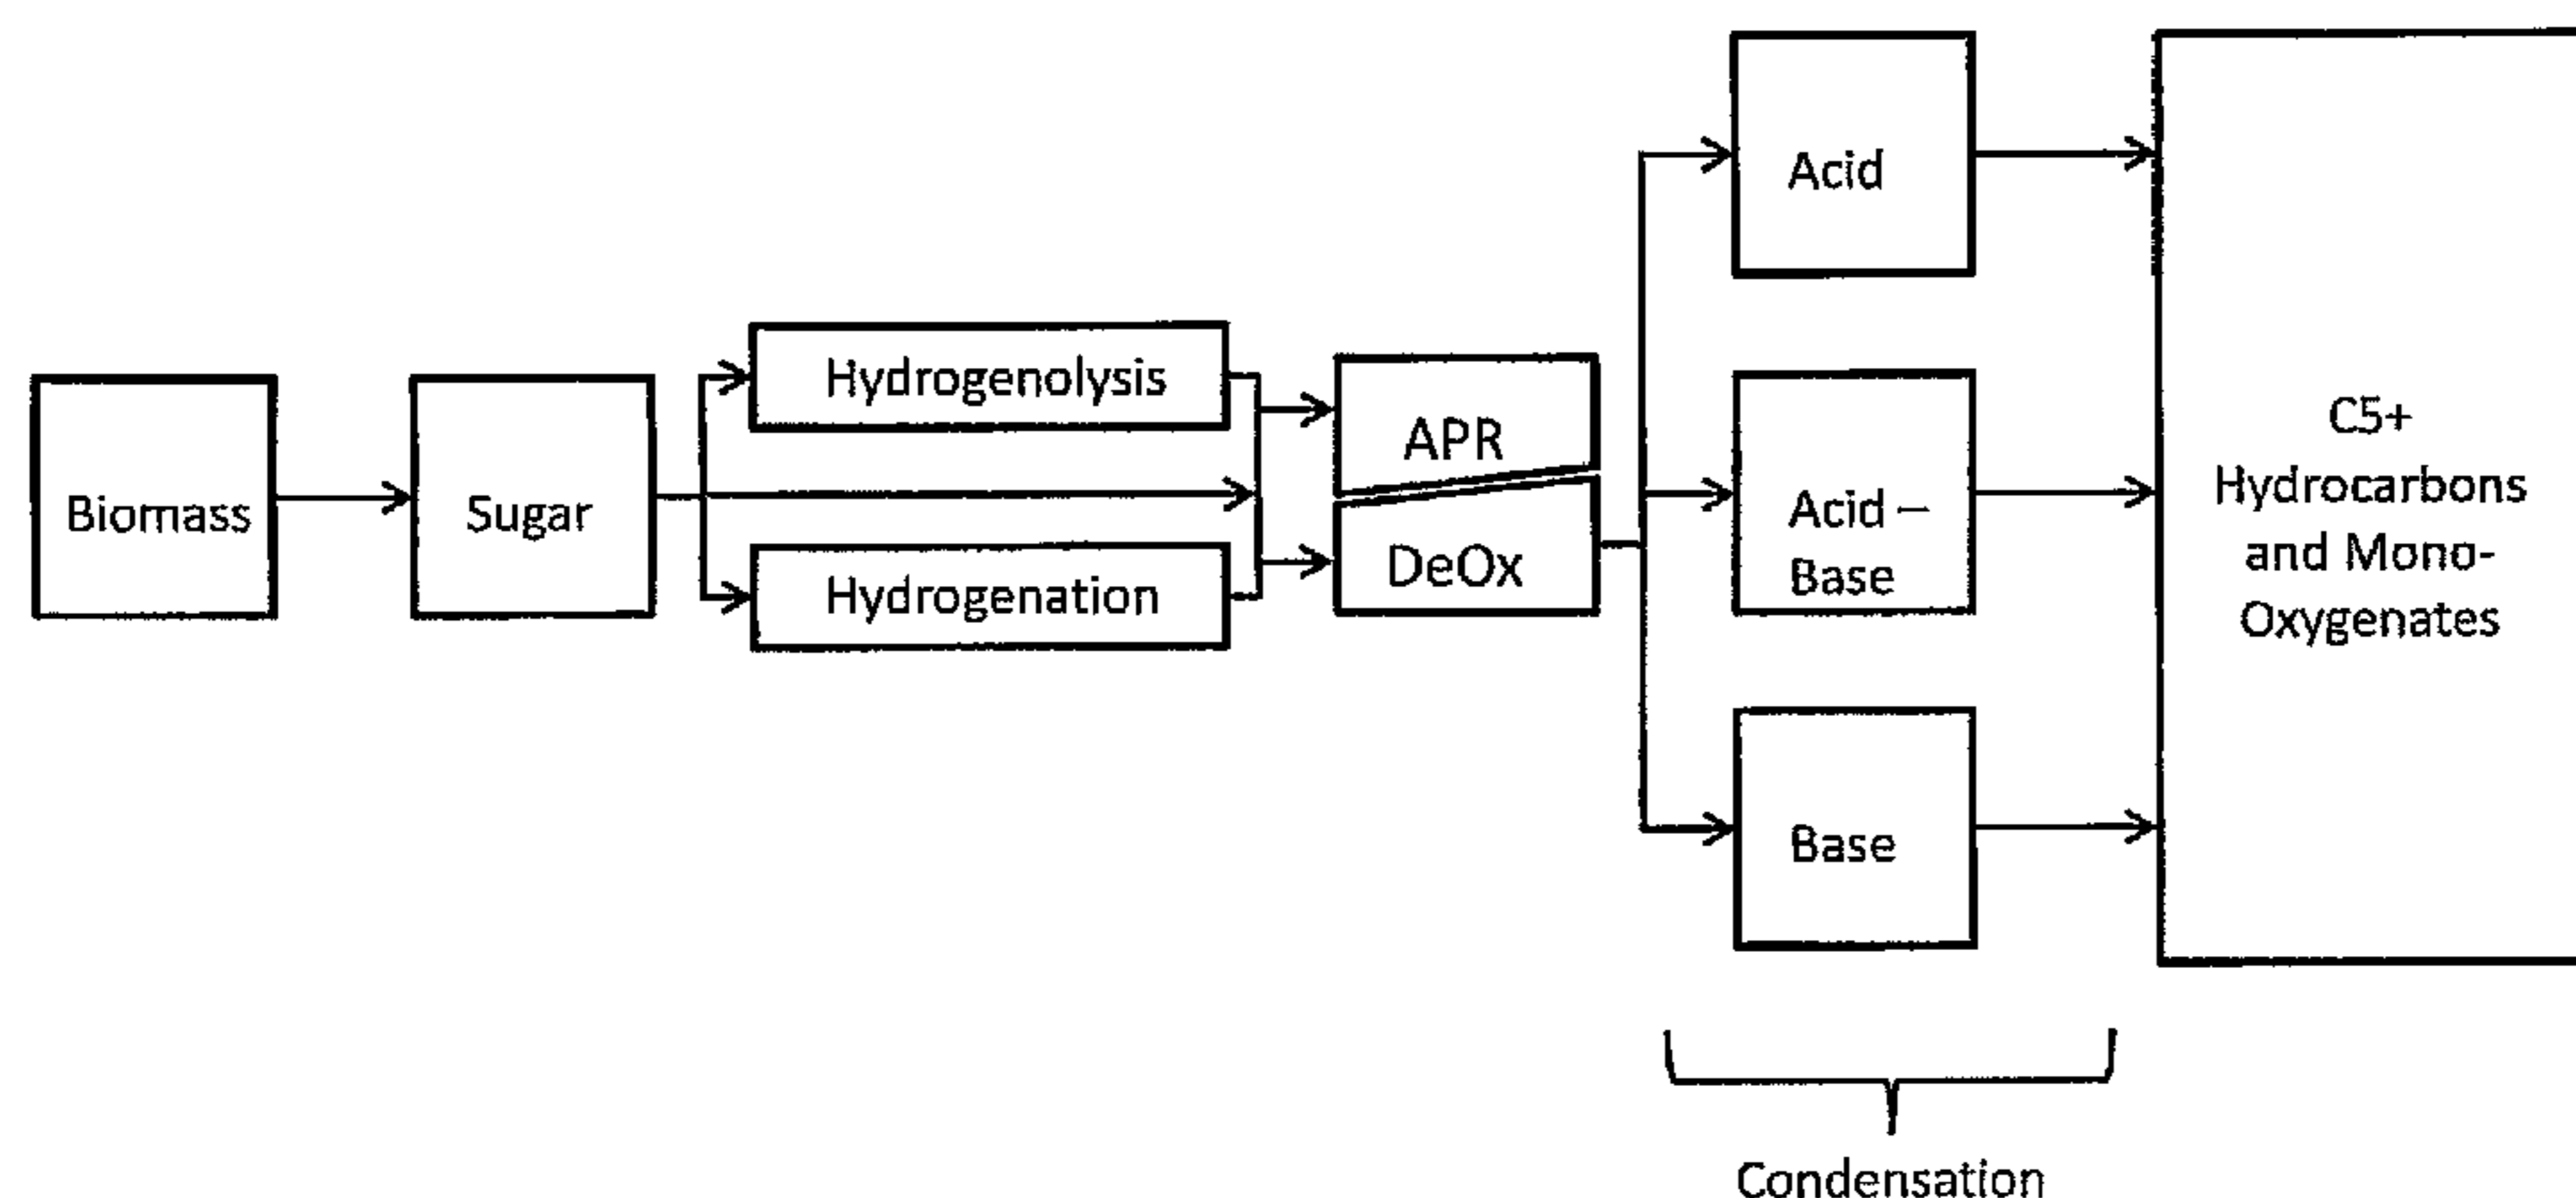 Biomass
Sugar
Hydrogenolysis
Hydrogenation
APR
DeOx
Acid
Acid –
Base
Base
C5+
Hydrocarbons
and Mono-
Oxygenates
Condensation